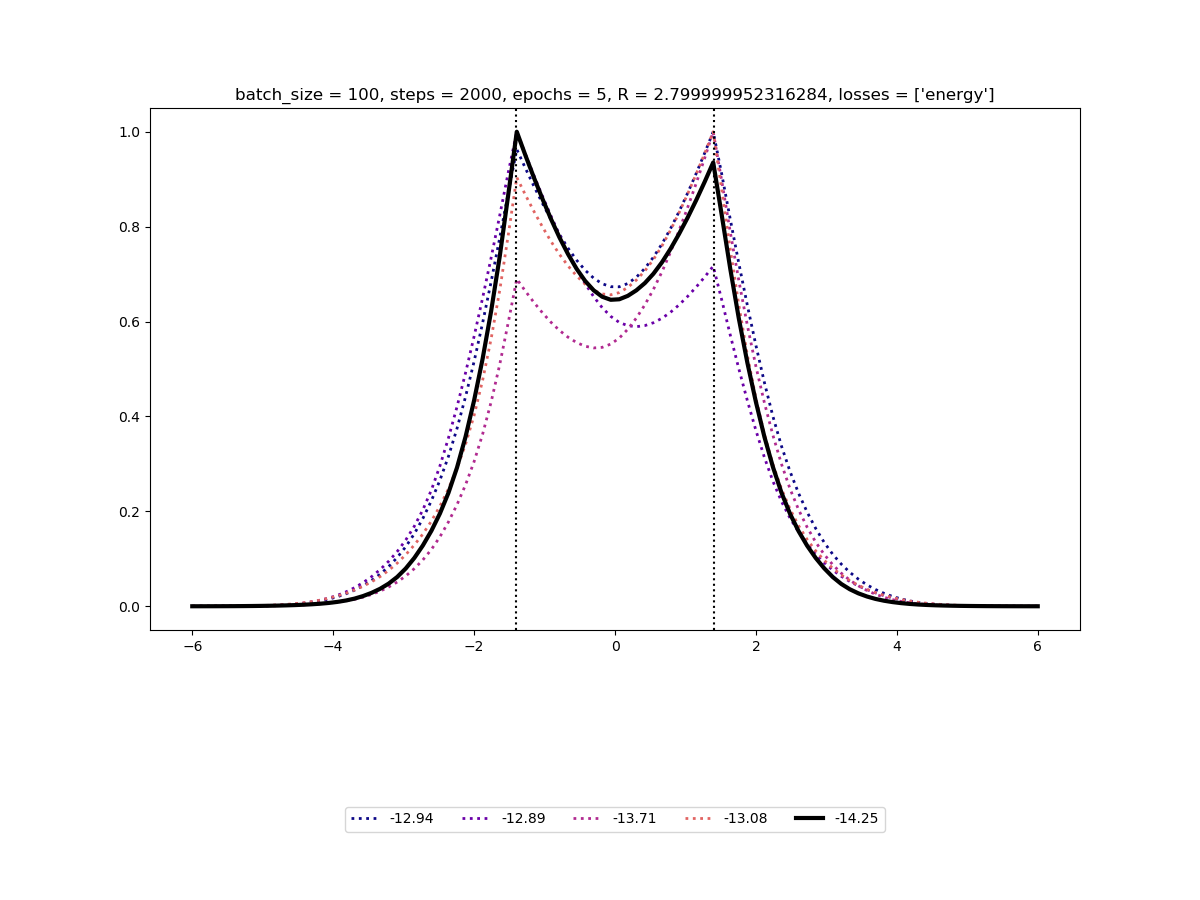 batch_size = 100, steps = 2000, epochs = 5, R = 2.799999952316284, losses = ['energy']
1.0
0.8
0.6
0.4
0.2
0.0
−6 −4 −2 0 2 4 6
-12.94 -12.89 -13.71 -13.08 -14.25